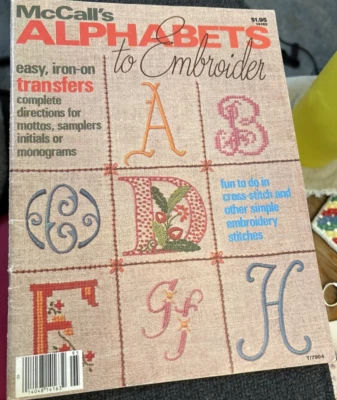 McCall's
ALPHABETS
to Embroider
$1.95
easy, iron-on
transfers
complete
directions for
mottos, samplers
initials or
monograms
A
B
C
D
fun to do in
cross-stitch and
other simple
embroidery
stitches
F
G
H